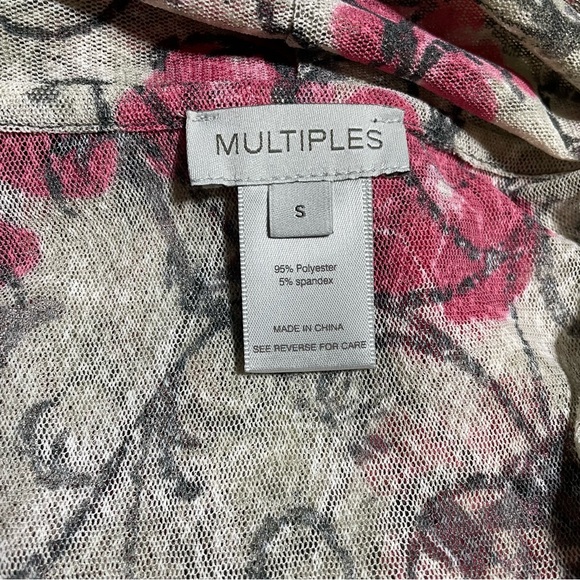 MULTIPLES
S
95% Polyester
5% spandex
MADE IN CHINA
SEE REVERSE FOR CARE